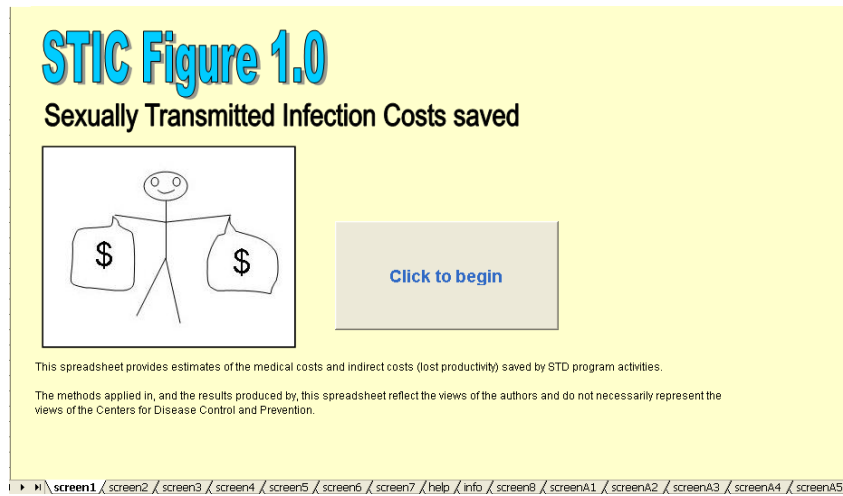 STIC Figure 1.0
Sexually Transmitted Infection Costs saved
$ $
Click to begin
This spreadsheet provides estimates of the medical costs and indirect costs (lost productivity) saved by STD program activities.
The methods applied in, and the results produced by, this spreadsheet reflect the views of the authors and do not necessarily represent the
views of the Centers for Disease Control and Prevention.
screen1 screen2 screen3 screen4 screen5 screen6 screen7 help info screen8 screenA1 screenA2 screenA3 screenA4 screenA5